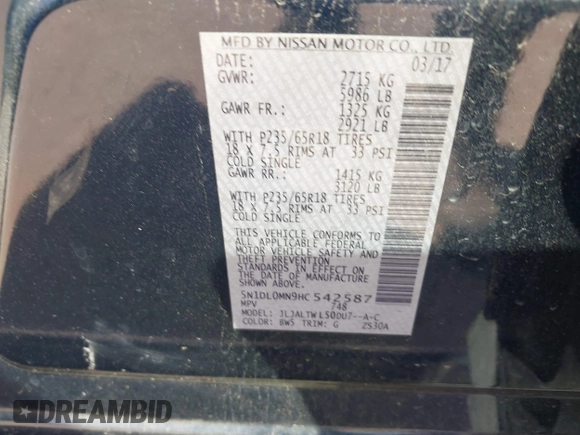 MFD BY NISSAN MOTOR CO., LTD.
DATE: 03/17
GVWR: 2715 KG
5986 LB
GAWR FR.: 1325 KG
2921 LB
WITH P235/65R18 TIRES
18 X 7.5 RIMS AT 33 PSI
COLD SINGLE
GAWR RR.: 1415 KG
3120 LB
WITH P235/65R18 TIRES
18 X 7.5 RIMS AT 33 PSI
COLD SINGLE
THIS VEHICLE CONFORMS TO
ALL APPLICABLE FEDERAL
MOTOR VEHICLE SAFETY AND
THEFT PREVENTION
STANDARDS IN EFFECT ON
THE DATE OF MANUFACTURE
SHOWN ABOVE.
5N1DL0MN9HC542587
MPV 748
MODEL: JLJALTWL50DU7--A-C
COLOR: BW5 TRIM: G ZS30A
DREAMBID